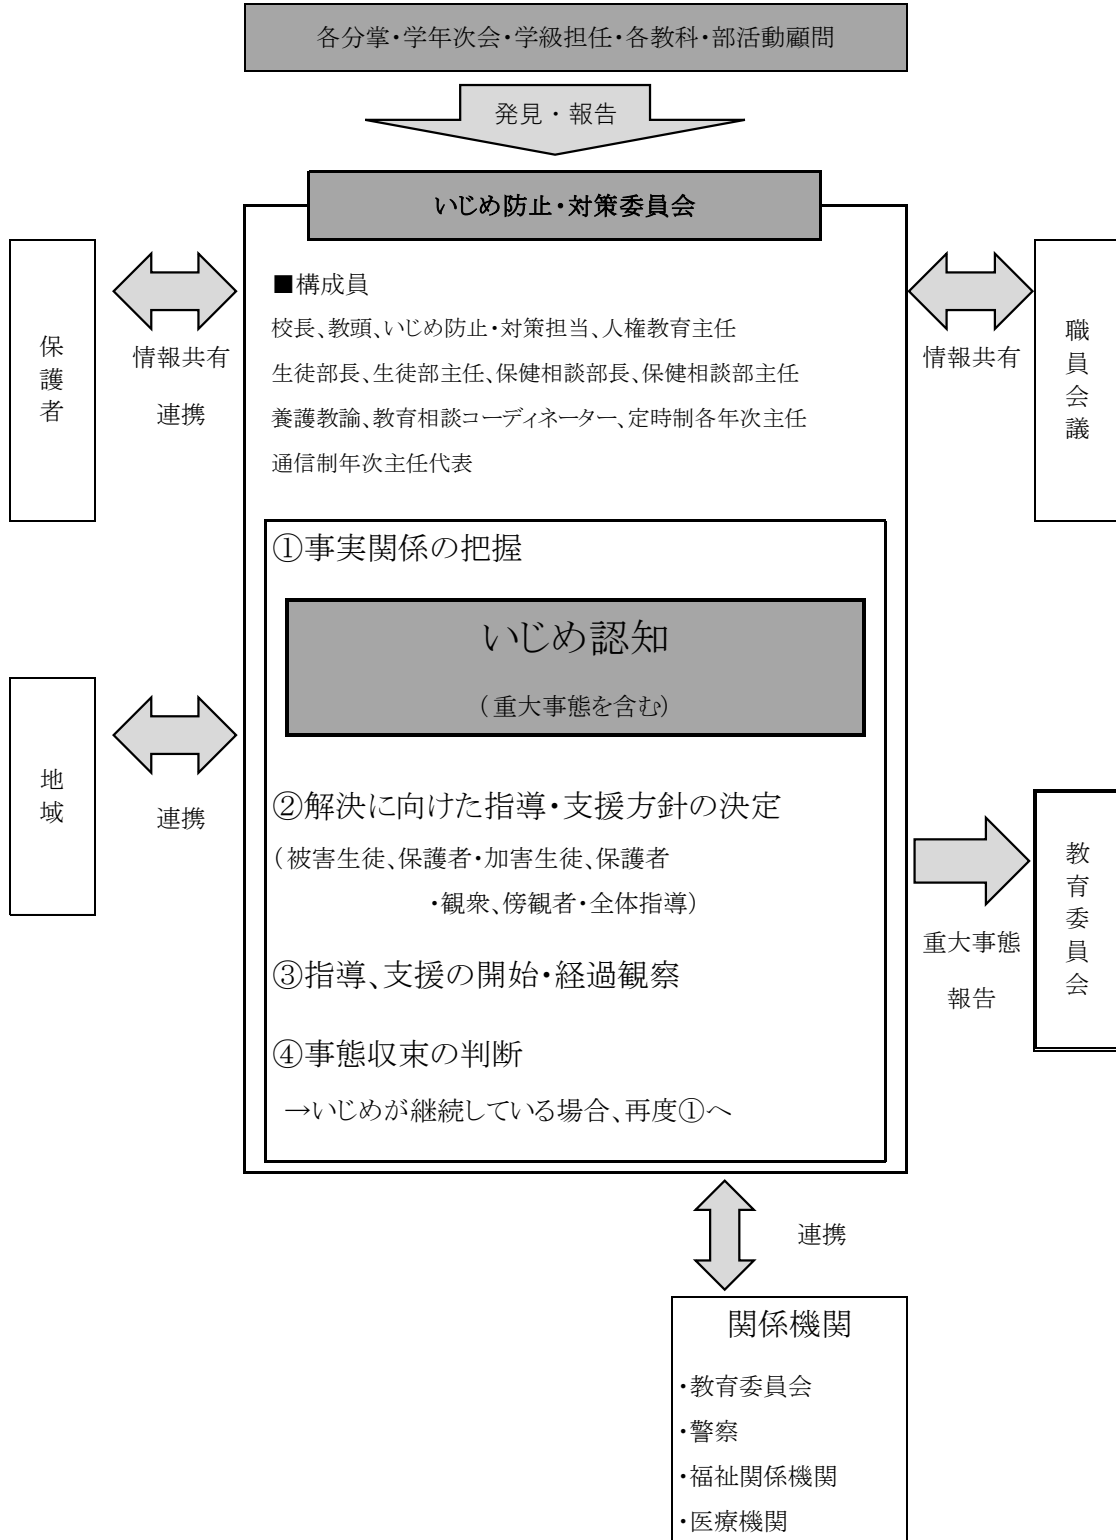 各分掌・学年次会・学級担任・各教科・部活動顧問
発見・報告
いじめ防止・対策委員会
■構成員
校長、教頭、いじめ防止・対策担当、人権教育主任
生徒部長、生徒部主任、保健相談部長、保健相談部主任
養護教諭、教育相談コーディネーター、定時制各年次主任
通信制年次主任代表
保護者
情報共有
連携
情報共有
職員会議
①事実関係の把握
いじめ認知
（重大事態を含む）
地域
連携
②解決に向けた指導・支援方針の決定
（被害生徒、保護者・加害生徒、保護者
・観衆、傍観者・全体指導）
③指導、支援の開始・経過観察
④事態収束の判断
→いじめが継続している場合、再度①へ
重大事態
報告
教育委員会
連携
関係機関
・教育委員会
・警察
・福祉関係機関
・医療機関